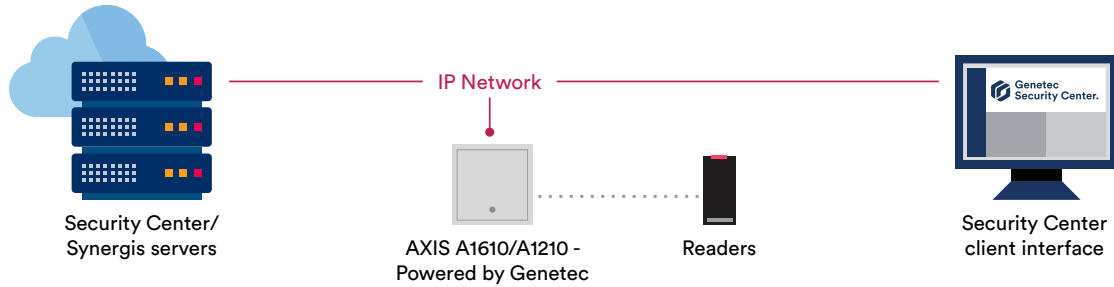 IP Network
Genetec
Security Center.
Security Center/
Synergis servers
AXIS A1610/A1210 -
Powered by Genetec
Readers
Security Center
client interface